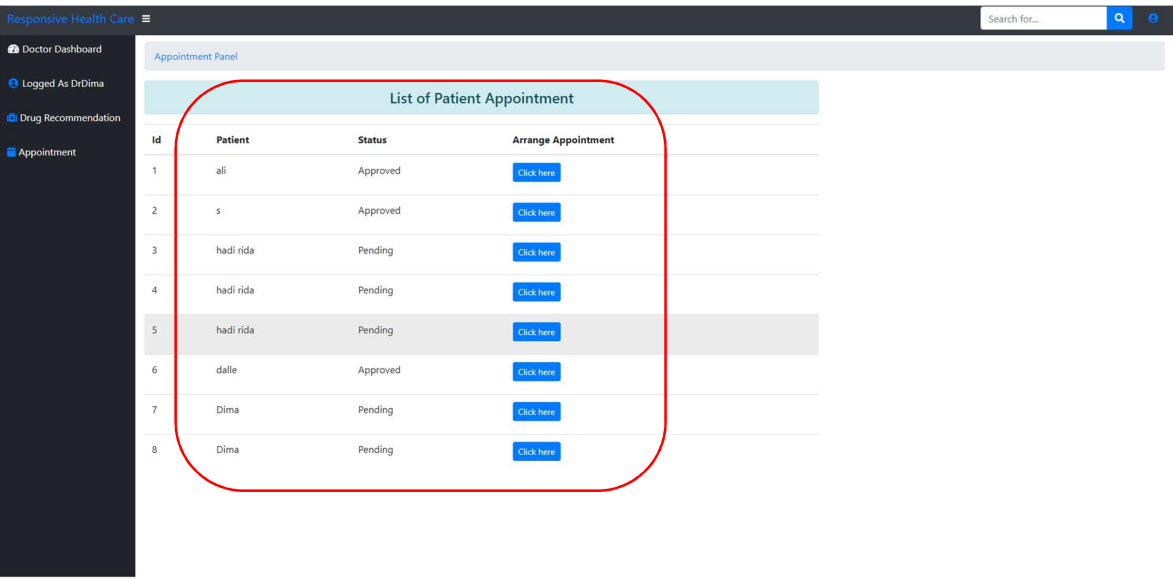 Responsive Health Care
Search for...
Doctor Dashboard
Logged As DrDima
Drug Recommendation
Appointment
Appointment Panel
List of Patient Appointment
Id Patient Status Arrange Appointment
1 ali Approved Click here
2 s Approved Click here
3 hadi rida Pending Click here
4 hadi rida Pending Click here
5 hadi rida Pending Click here
6 dalle Approved Click here
7 Dima Pending Click here
8 Dima Pending Click here